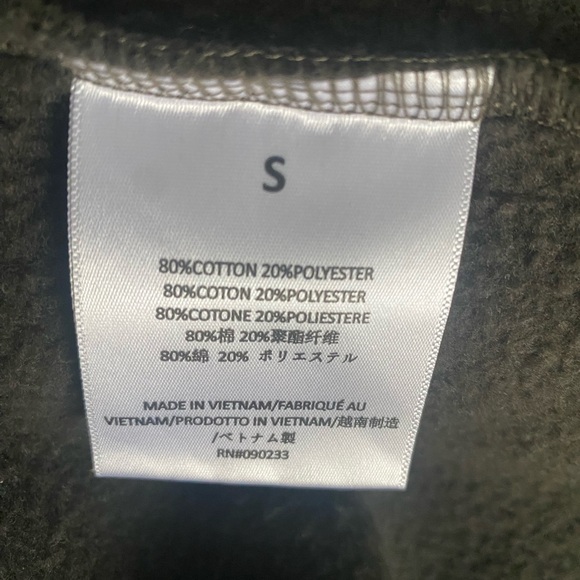 S
80%COTTON 20%POLYESTER
80%COTON 20%POLYESTER
80%COTONE 20%POLIESTERE
80%棉 20%聚酯纤维
80%綿 20% ポリエステル
MADE IN VIETNAM/FABRIQUÉ AU
VIETNAM/PRODOTTO IN VIETNAM/越南制造
/ベトナム製
RN#090233